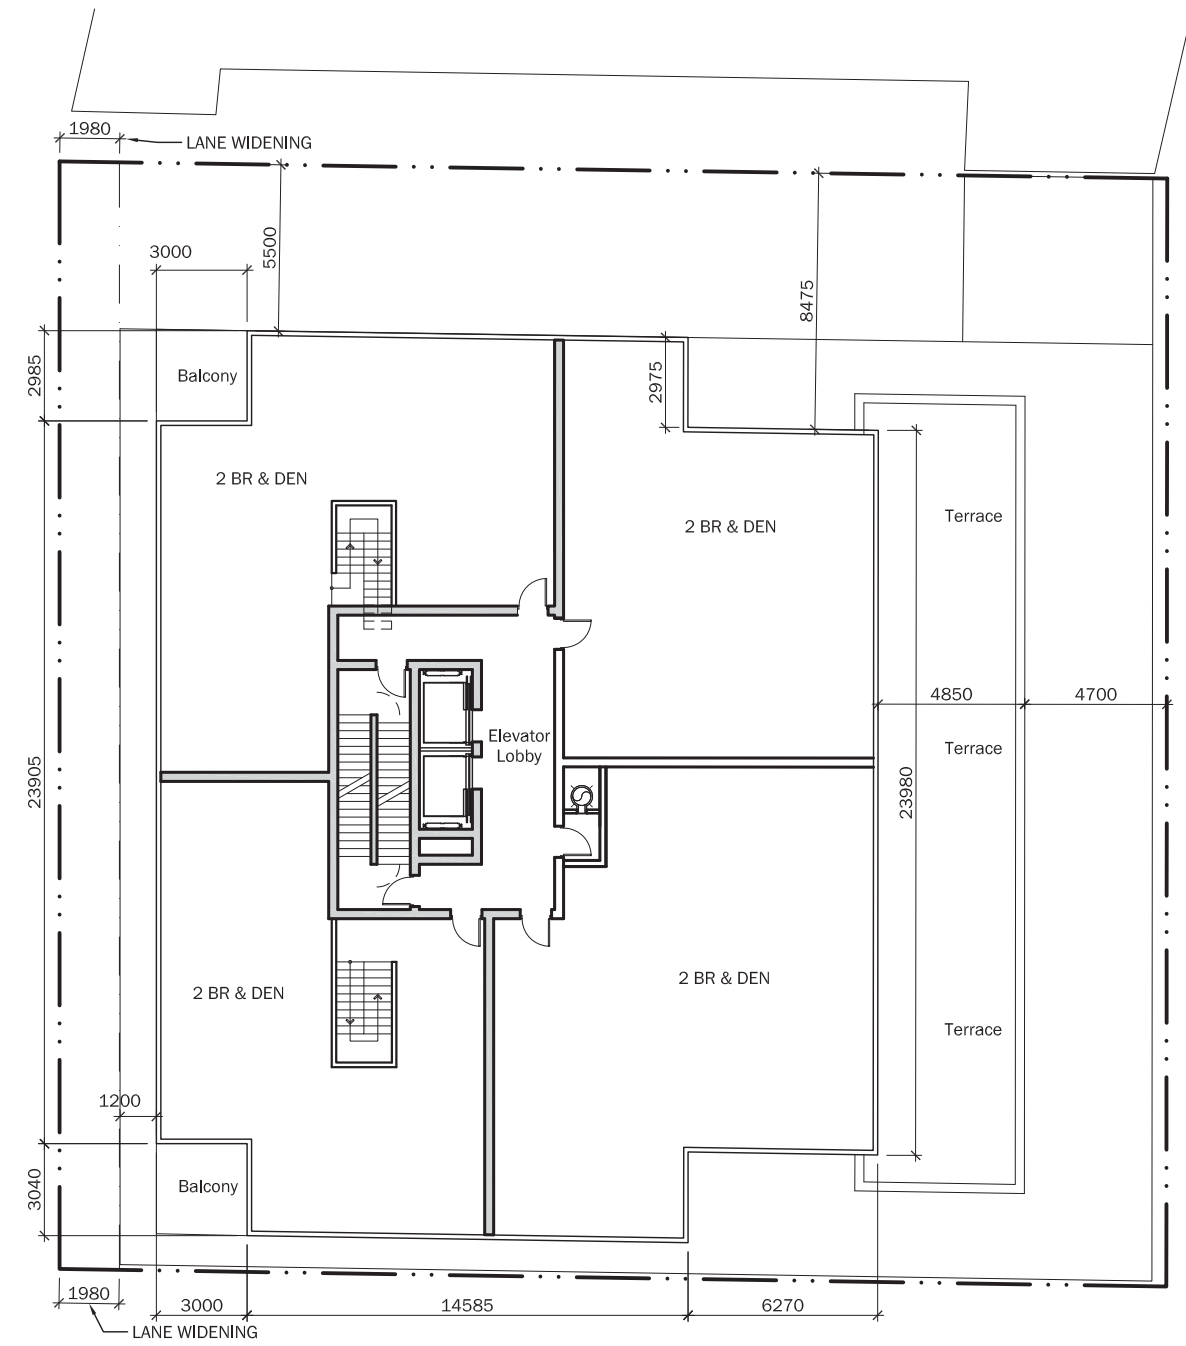 1980
LANE WIDENING
3000
5500
8475
2985
Balcony
2975
2 BR & DEN
2 BR & DEN
Terrace
4850
4700
Elevator
Lobby
Terrace
23905
23980
2 BR & DEN
2 BR & DEN
Terrace
1200
3040
Balcony
1980
3000
14585
6270
LANE WIDENING